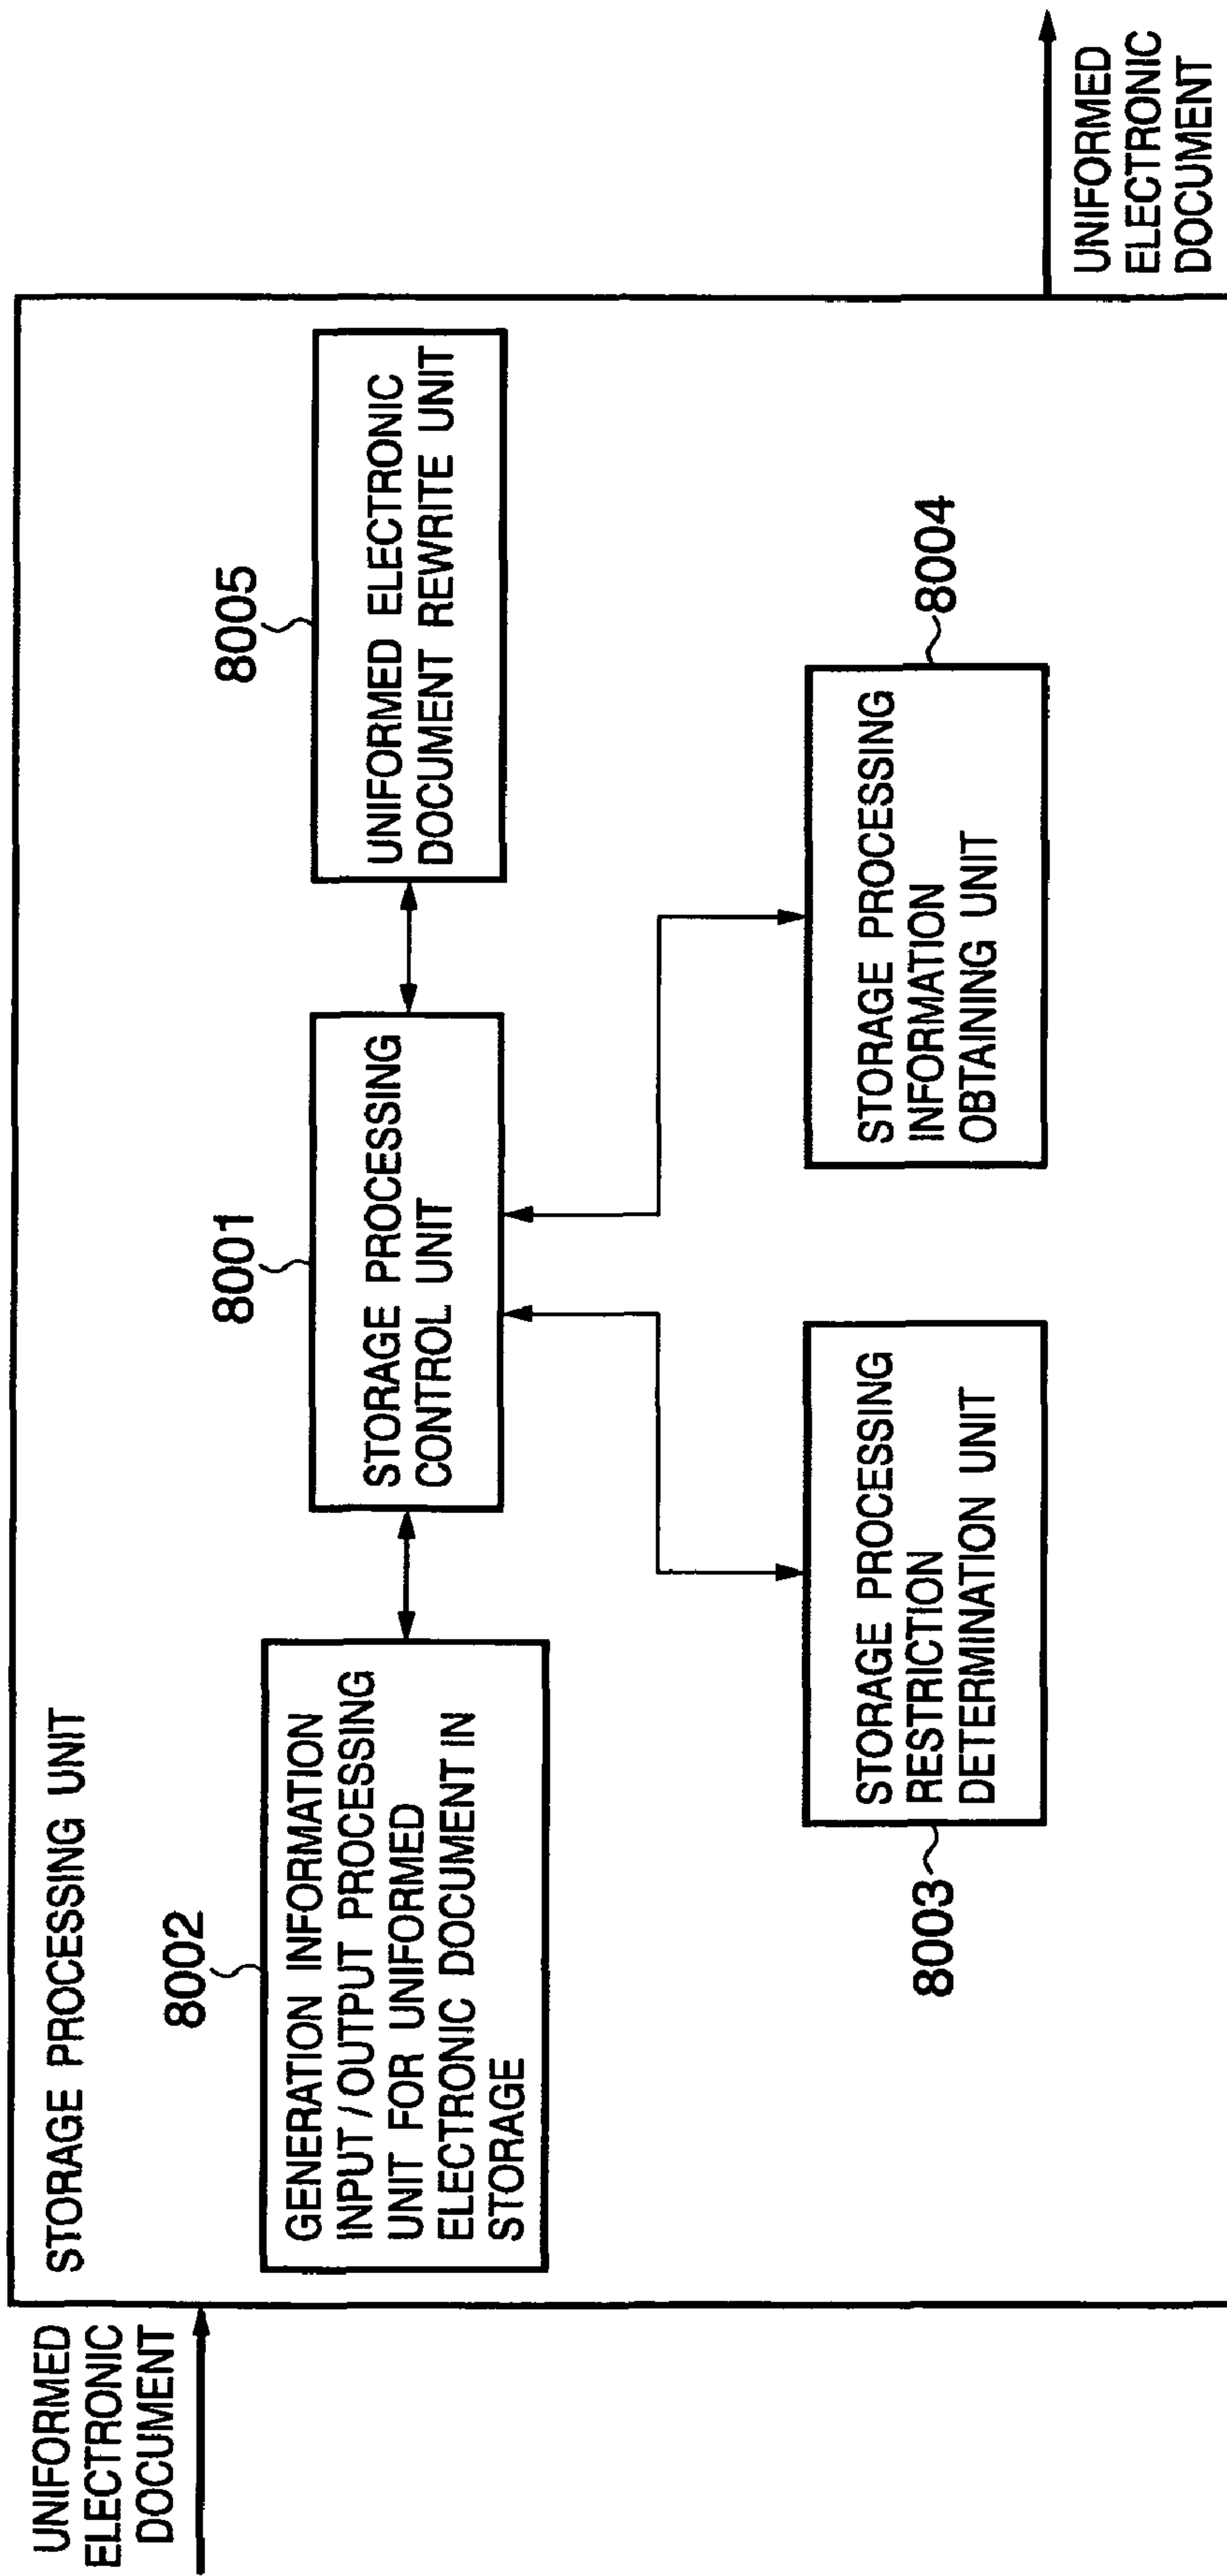 UNIFORMED
ELECTRONIC
DOCUMENT
STORAGE PROCESSING UNIT
8002
GENERATION INFORMATION
INPUT / OUTPUT PROCESSING
UNIT FOR UNIFORMED
ELECTRONIC DOCUMENT IN
STORAGE
8001
STORAGE PROCESSING
CONTROL UNIT
8005
UNIFORMED ELECTRONIC
DOCUMENT REWRITE UNIT
8003
STORAGE PROCESSING
RESTRICTION
DETERMINATION UNIT
8004
STORAGE PROCESSING
INFORMATION
OBTAINING UNIT
UNIFORMED
ELECTRONIC
DOCUMENT